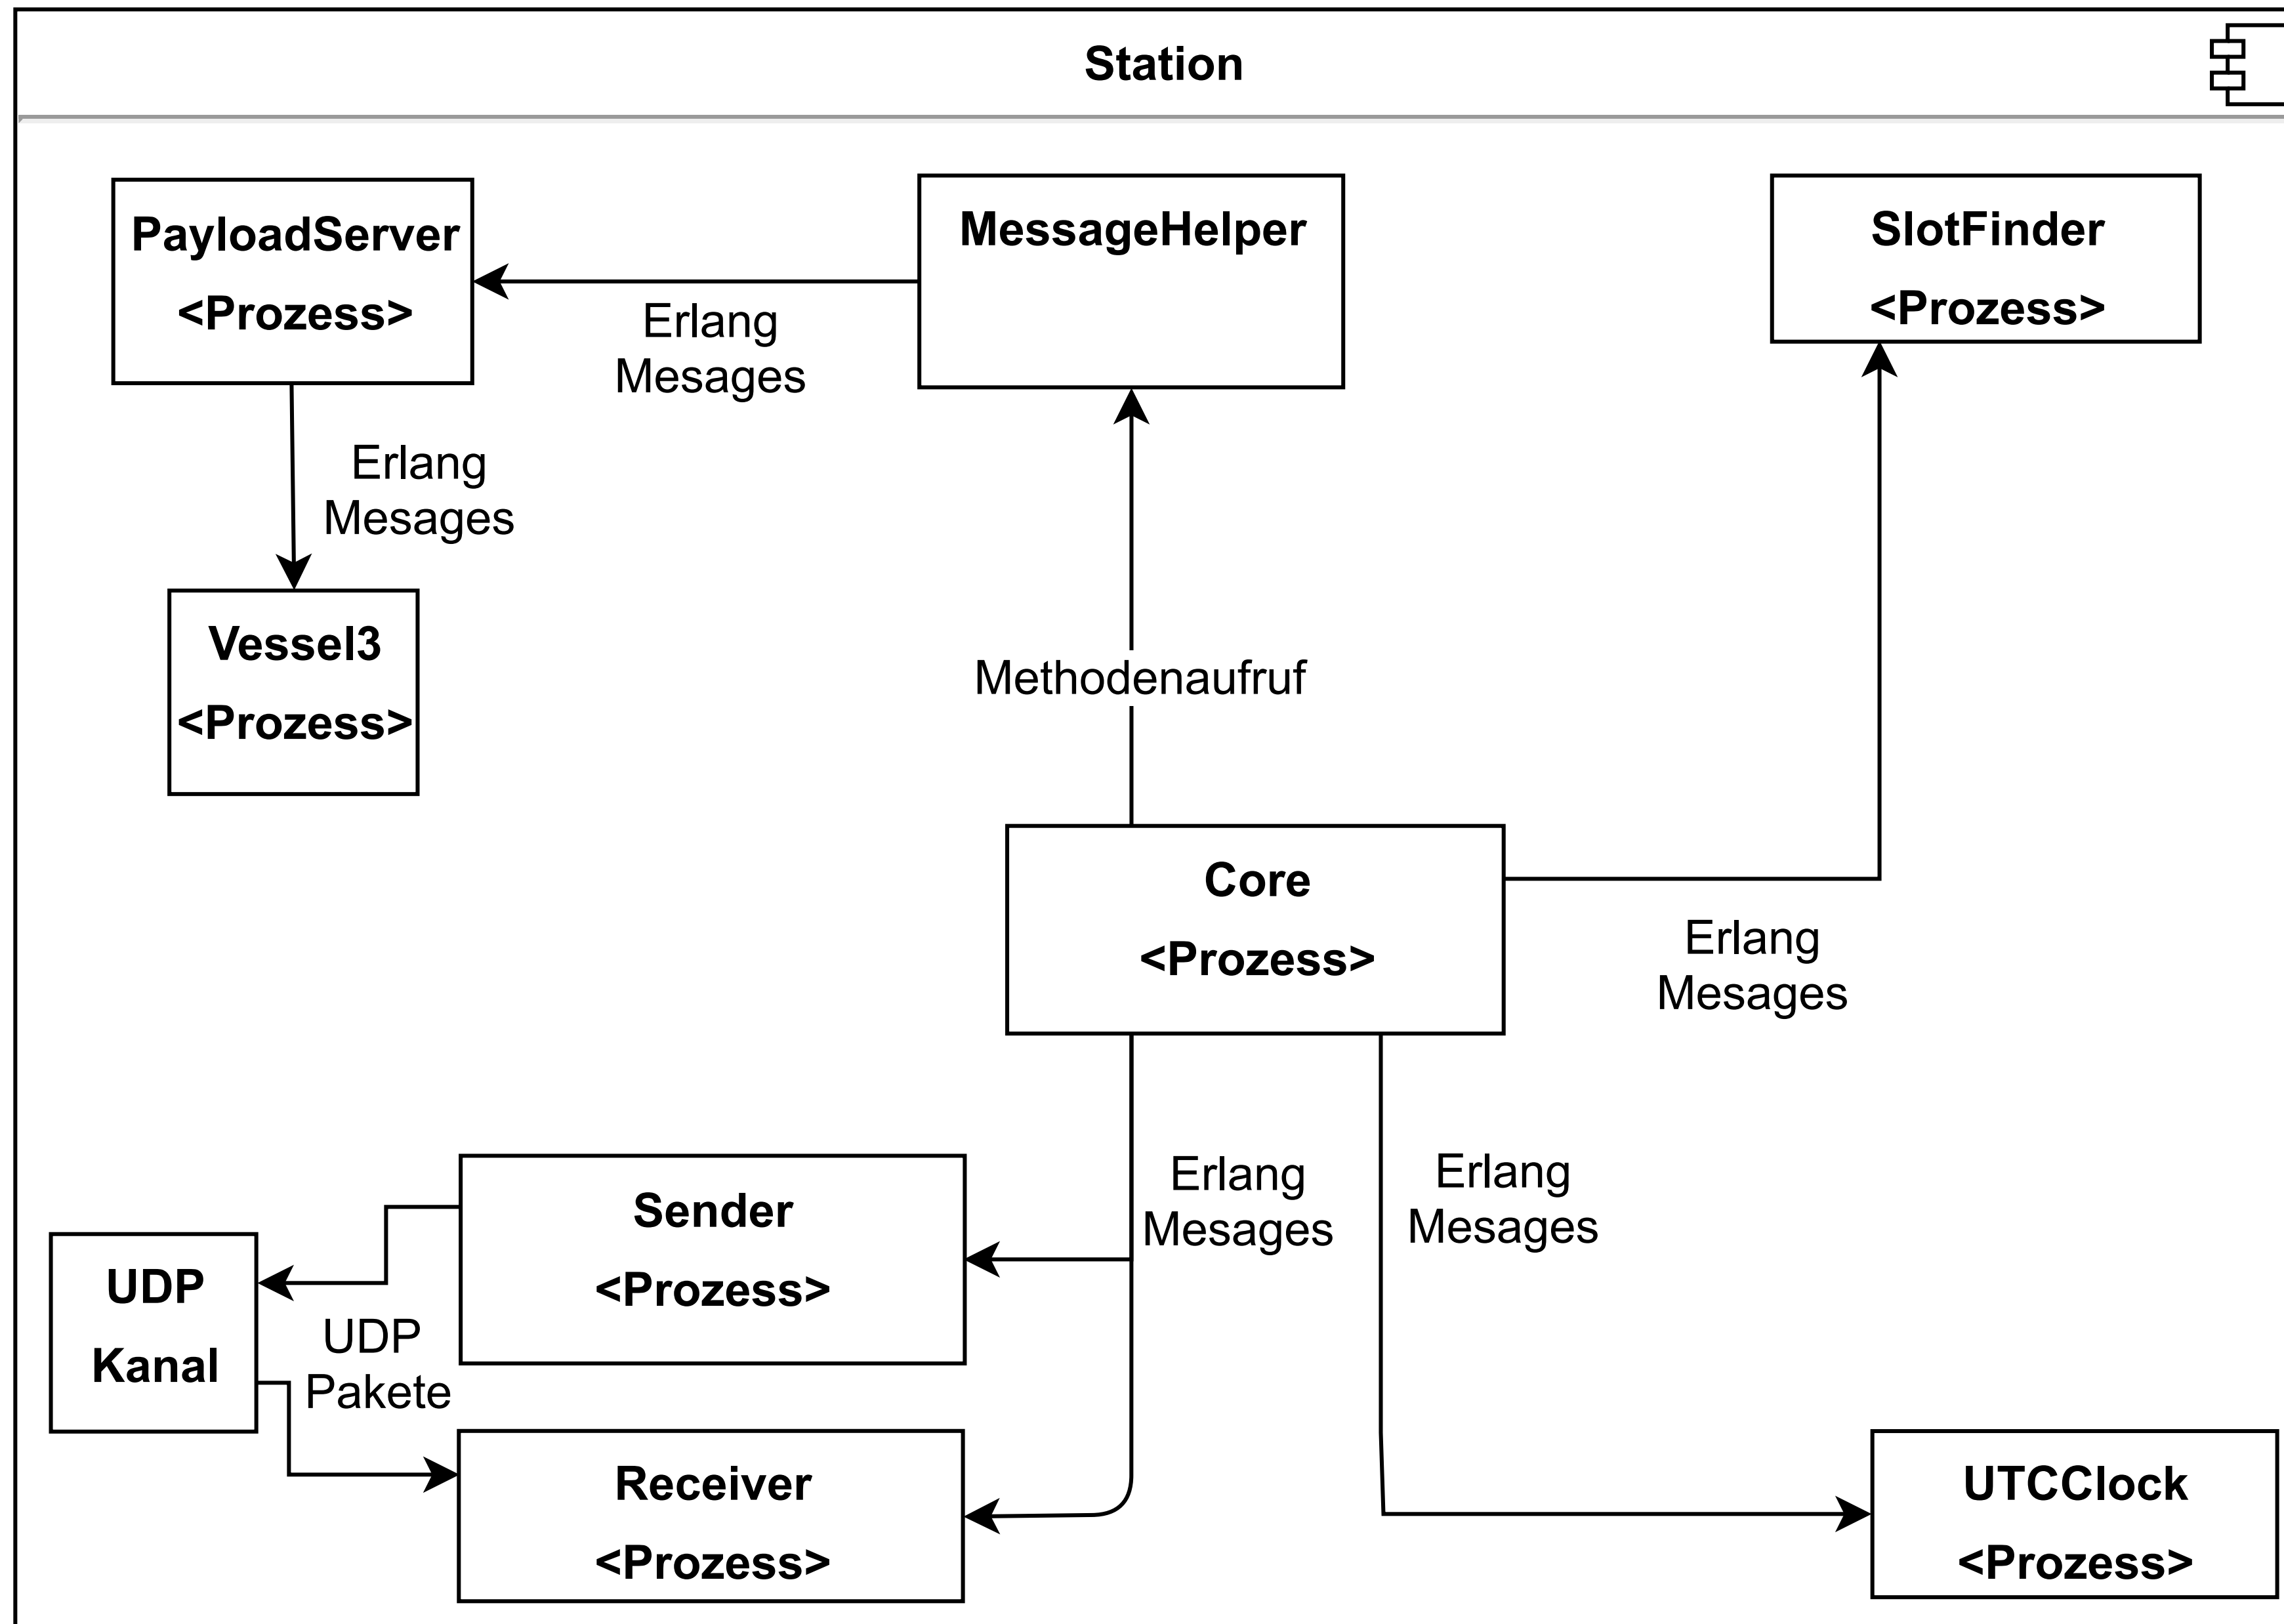 Station
PayloadServer
<Prozess>
Erlang
Mesages
MessageHelper
SlotFinder
<Prozess>
Erlang
Mesages
Vessel3
<Prozess>
Methodenaufruf
Core
<Prozess>
Erlang
Mesages
Erlang
Mesages
Erlang
Mesages
Sender
<Prozess>
UDP
Kanal
UDP
Pakete
Receiver
<Prozess>
UTCClock
<Prozess>